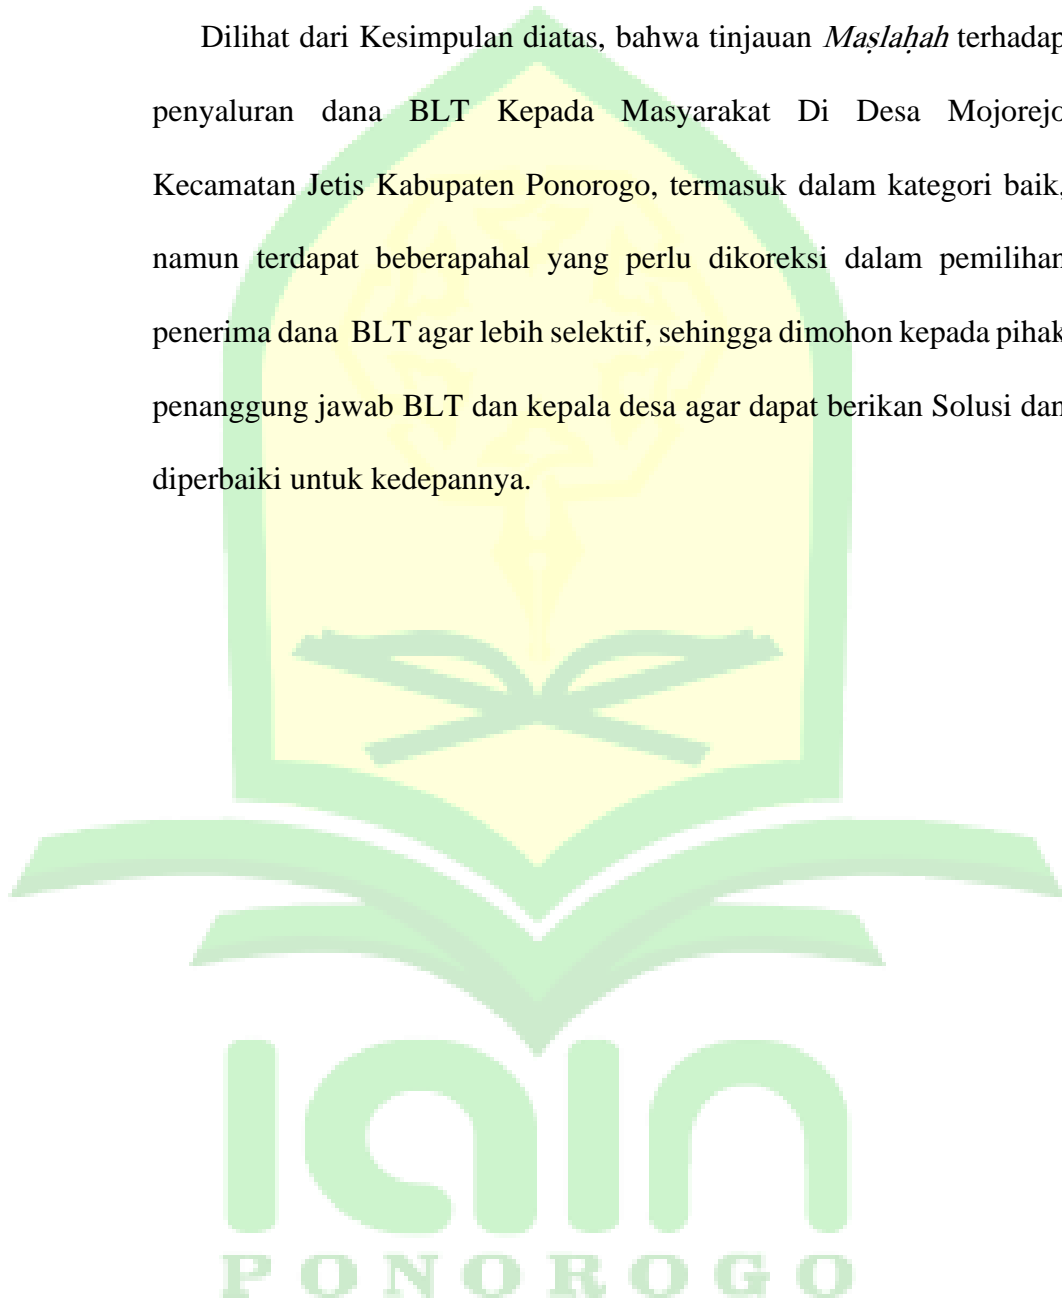 Dilihat dari Kesimpulan diatas, bahwa tinjauan Maṣlaḥah terhadap
penyaluran dana BLT Kepada Masyarakat Di Desa Mojorejo
Kecamatan Jetis Kabupaten Ponorogo, termasuk dalam kategori baik,
namun terdapat beberapahal yang perlu dikoreksi dalam pemilihan
penerima dana BLT agar lebih selektif, sehingga dimohon kepada pihak
penanggung jawab BLT dan kepala desa agar dapat berikan Solusi dan
diperbaiki untuk kedepannya.
IAIN
PONOROGO